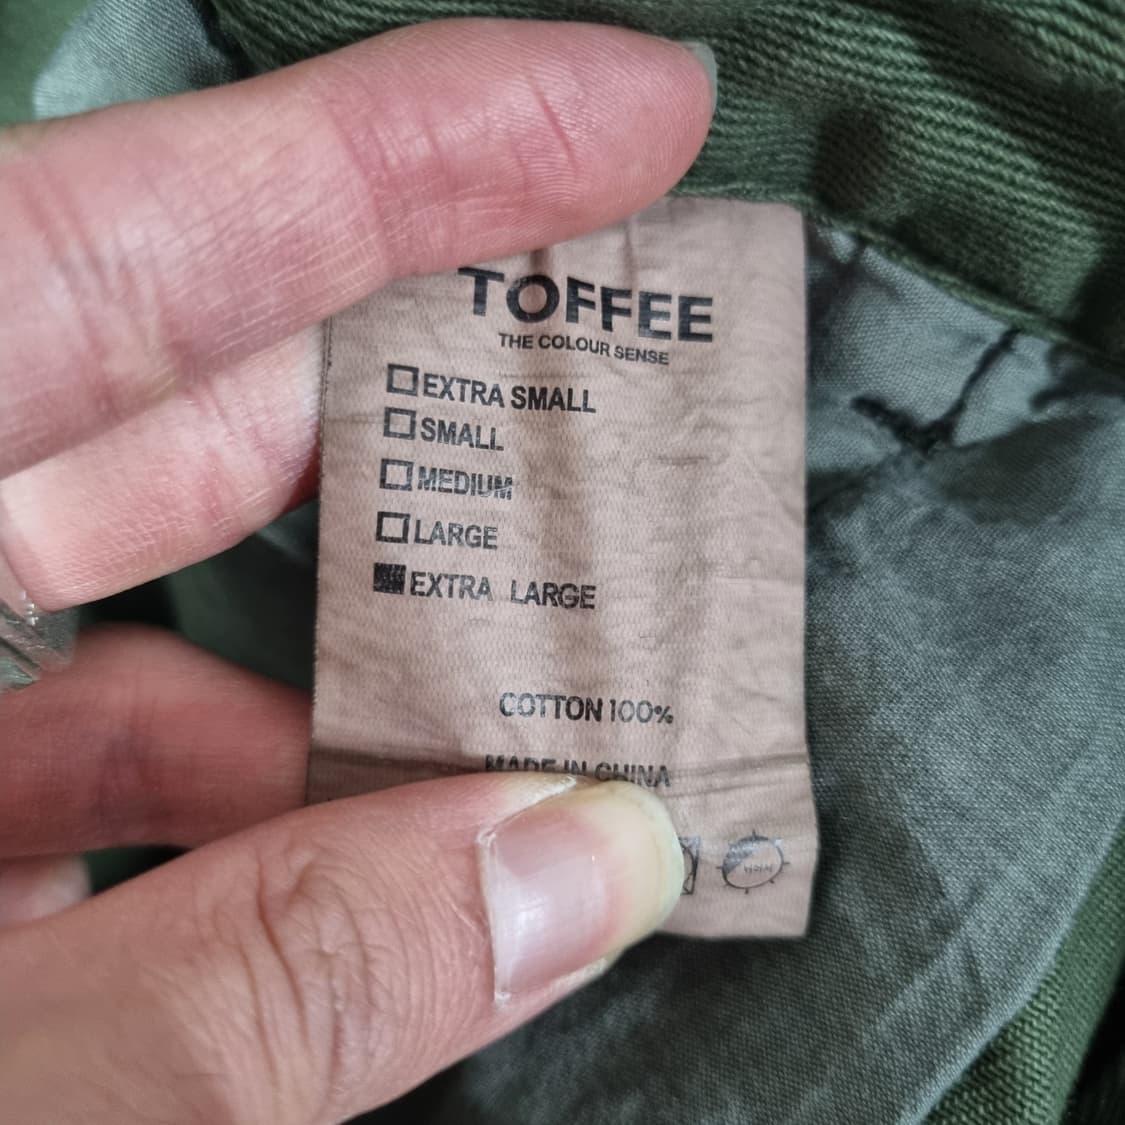 TOFFEE
THE COLOUR SENSE
EXTRA SMALL
SMALL
MEDIUM
LARGE
EXTRA LARGE
COTTON 100%
MADE IN CHINA